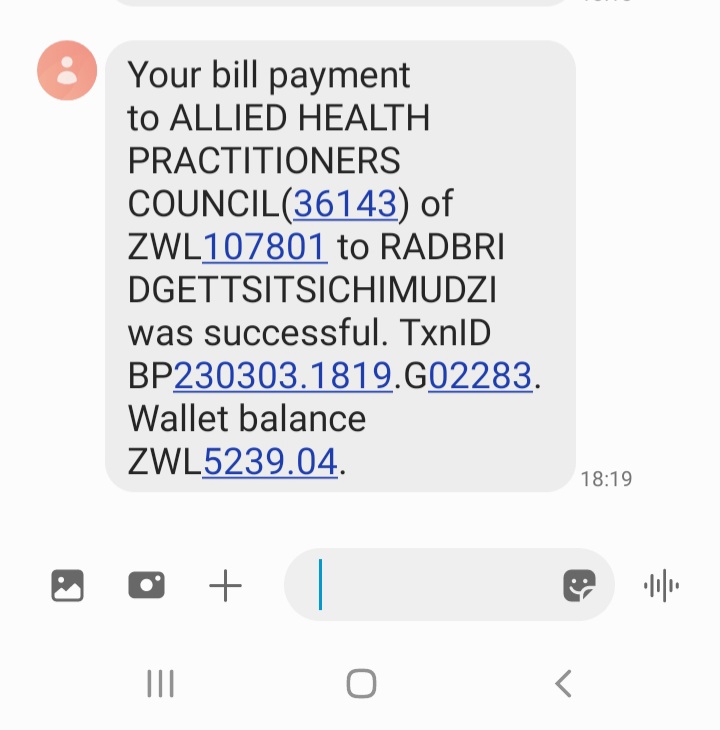 Your bill payment
to ALLIED HEALTH
PRACTITIONERS
COUNCIL(36143) of
ZWL107801 to RADBRI
DGETTSITSICHIMUDZI
was successful. TxnID
BP230303.1819.G02283.
Wallet balance
ZWL5239.04.
18:19